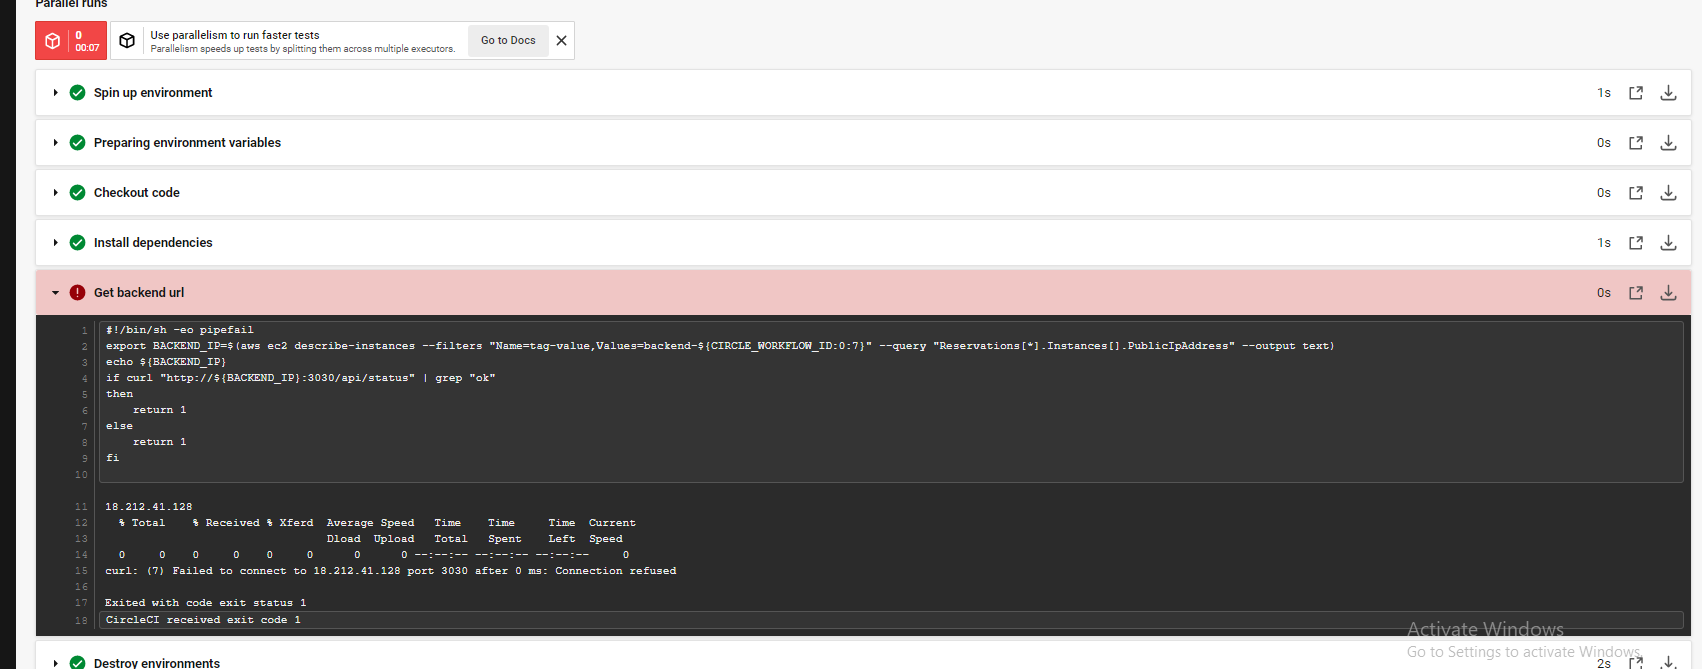 Parallel runs
0
00:07
Use parallelism to run faster tests
Parallelism speeds up tests by splitting them across multiple executors.
Go to Docs
Spin up environment 1s
Preparing environment variables 0s
Checkout code 0s
Install dependencies 1s
Get backend url 0s
1 #!/bin/sh -eo pipefail
2 export BACKEND_IP=$(aws ec2 describe-instances --filters "Name=tag-value,Values=backend-${CIRCLE_WORKFLOW_ID:0:7}" --query "Reservations[*].Instances[].PublicIpAddress" --output text)
3 echo ${BACKEND_IP}
4 if curl "http://${BACKEND_IP}:3030/api/status" | grep "ok"
5 then
6     return 1
7 else
8     return 1
9 fi
10
11 18.212.41.128
12   % Total    % Received % Xferd  Average Speed   Time    Time     Time  Current
13                                  Dload  Upload   Total   Spent    Left  Speed
14   0     0    0     0    0     0      0      0 --:--:-- --:--:-- --:--:--     0
15 curl: (7) Failed to connect to 18.212.41.128 port 3030 after 0 ms: Connection refused
16
17 Exited with code exit status 1
18 CircleCI received exit code 1
Activate Windows
Go to Settings to activate Windows.
Destroy environments 2s